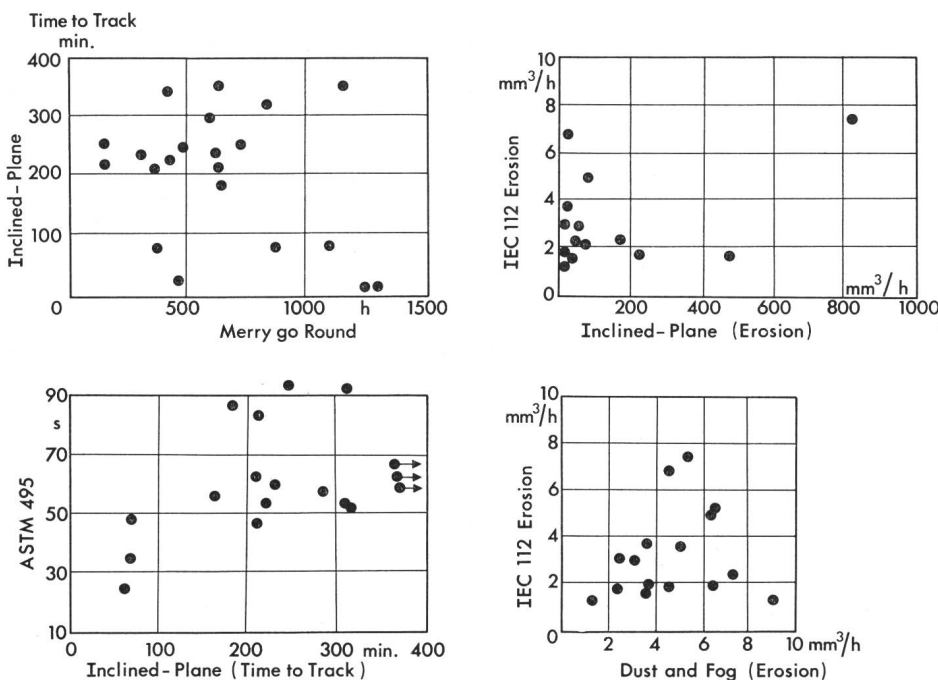 Time to Track
min.
400
300
200
100
0
Inclined-Plane
0
500
1000
h
1500
Merry go Round
10
mm³/h
8
6
4
2
0
IEC 112 Erosion
mm³/h
0
200
400
600
800
1000
Inclined-Plane (Erosion)
90
s
70
50
30
10
ASTM 495
0
100
200
300
min.
400
Inclined-Plane (Time to Track)
10
mm³/h
8
6
4
2
0
IEC 112 Erosion
2
4
6
8
10
mm³/h
Dust and Fog (Erosion)